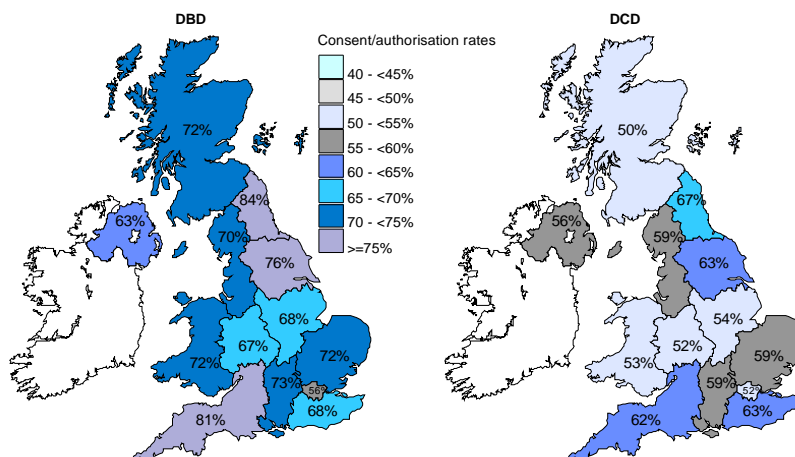 DBD
DCD
Consent/authorisation rates
40 - <45%
45 - <50%
50 - <55%
55 - <60%
60 - <65%
65 - <70%
70 - <75%
>=75%
72%
84%
63%
70%
76%
68%
67%
72%
72%
73%
56%
81%
68%
50%
67%
56%
59%
63%
54%
52%
53%
59%
59%
52%
62%
63%